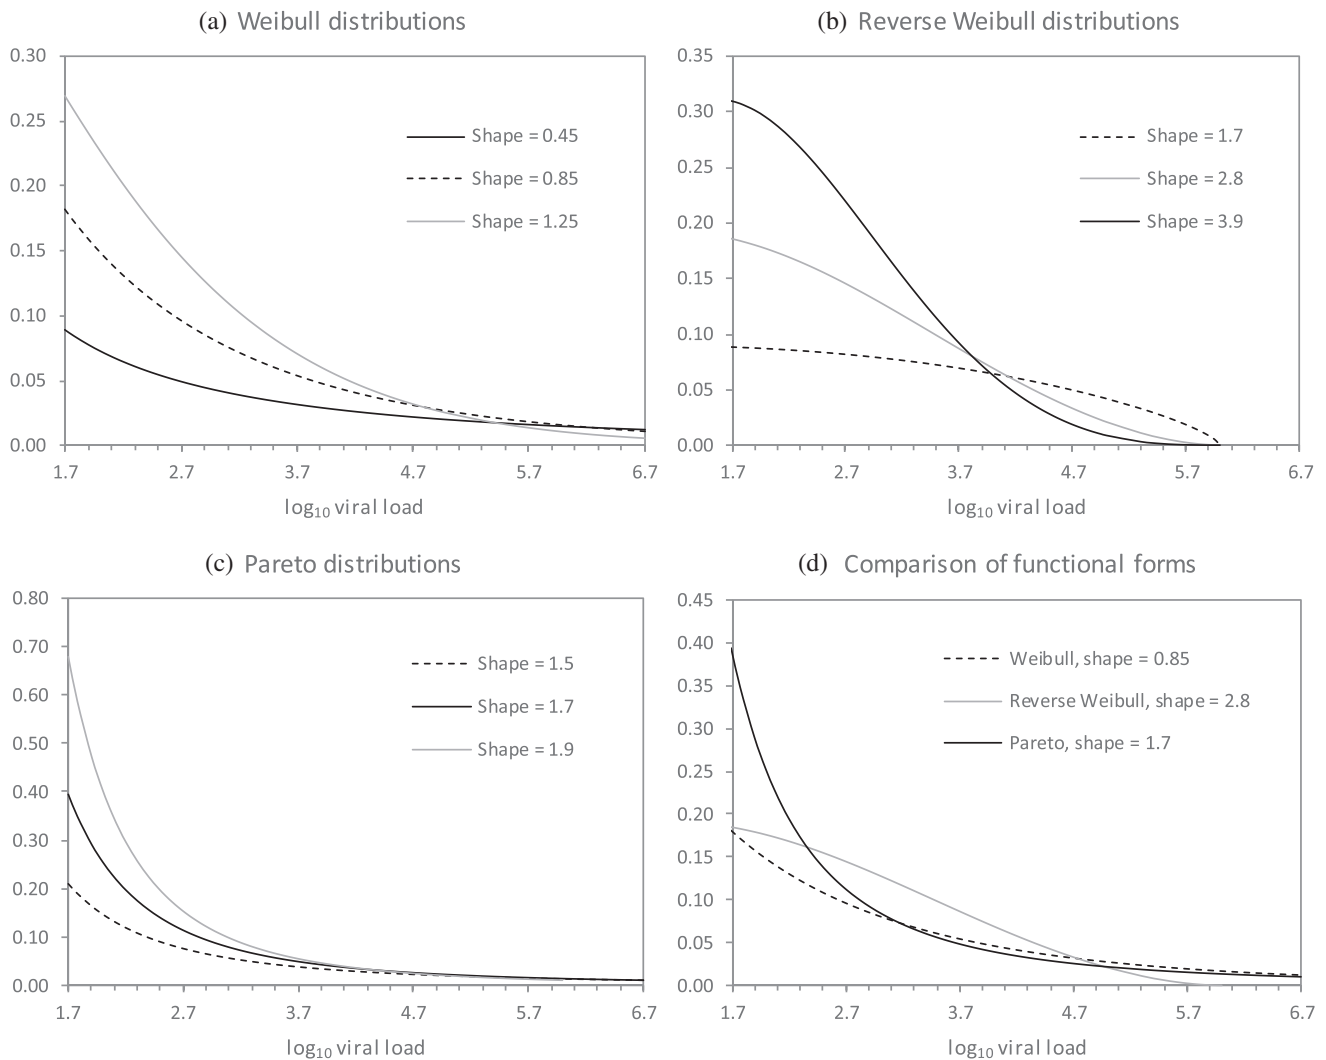 (a) Weibull distributions
0.30
0.25
0.20
0.15
0.10
0.05
0.00
Shape = 0.45
Shape = 0.85
Shape = 1.25
1.7 2.7 3.7 4.7 5.7 6.7
log10 viral load
(b) Reverse Weibull distributions
0.35
0.30
0.25
0.20
0.15
0.10
0.05
0.00
Shape = 1.7
Shape = 2.8
Shape = 3.9
1.7 2.7 3.7 4.7 5.7 6.7
log10 viral load
(c) Pareto distributions
0.80
0.70
0.60
0.50
0.40
0.30
0.20
0.10
0.00
Shape = 1.5
Shape = 1.7
Shape = 1.9
1.7 2.7 3.7 4.7 5.7 6.7
log10 viral load
(d) Comparison of functional forms
0.45
0.40
0.35
0.30
0.25
0.20
0.15
0.10
0.05
0.00
Weibull, shape = 0.85
Reverse Weibull, shape = 2.8
Pareto, shape = 1.7
1.7 2.7 3.7 4.7 5.7 6.7
log10 viral load